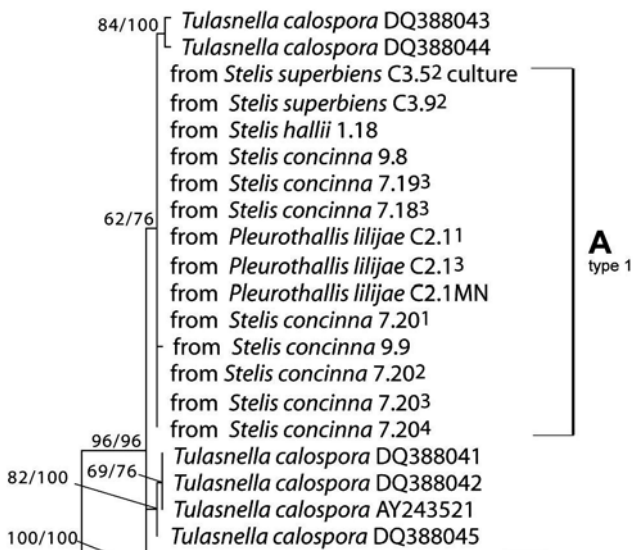 84/100
Tulasnella calospora DQ388043
Tulasnella calospora DQ388044
from Stelis superbiens C3.5² culture
from Stelis superbiens C3.9²
from Stelis hallii 1.18
from Stelis concinna 9.8
from Stelis concinna 7.19³
from Stelis concinna 7.18³
62/76
from Pleurothallis lilijae C2.1¹
from Pleurothallis lilijae C2.1³
from Pleurothallis lilijae C2.1MN
from Stelis concinna 7.20¹
from Stelis concinna 9.9
from Stelis concinna 7.20²
from Stelis concinna 7.20³
from Stelis concinna 7.20⁴
A
type 1
96/96
Tulasnella calospora DQ388041
69/76
82/100
Tulasnella calospora DQ388042
Tulasnella calospora AY243521
Tulasnella calospora DQ388045
100/100